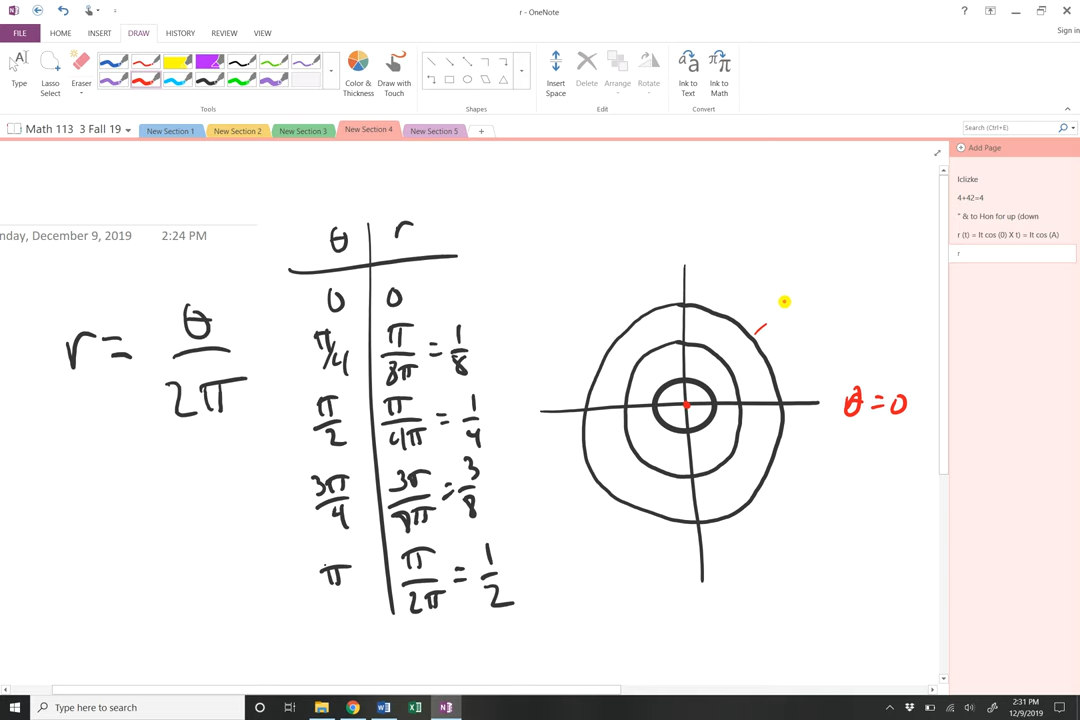 r - OneNote
?
Sign in
FILE
HOME
INSERT
DRAW
HISTORY
REVIEW
VIEW
Type
Lasso
Select
Eraser
Color &
Thickness
Draw with
Touch
Insert
Space
Delete
Arrange
Rotate
Ink to
Text
Ink to
Math
Tools
Shapes
Edit
Convert
Math 113 3 Fall 19
New Section 1
New Section 2
New Section 3
New Section 4
New Section 5
Search (Ctrl+E)
Add Page
Iclizke
4+42=4
" & to Hon for up (down
r (t) = It cos (0) X t) = It cos (A)
r
nday, December 9, 2019 2:24 PM
r = θ/2π
θ r
0 0
π/4 π/8π = 1/8
π/2 π/4π = 1/4
3π/4 3π/8π = 3/8
π π/2π = 1/2
θ = 0
Type here to search
2:31 PM
12/9/2019